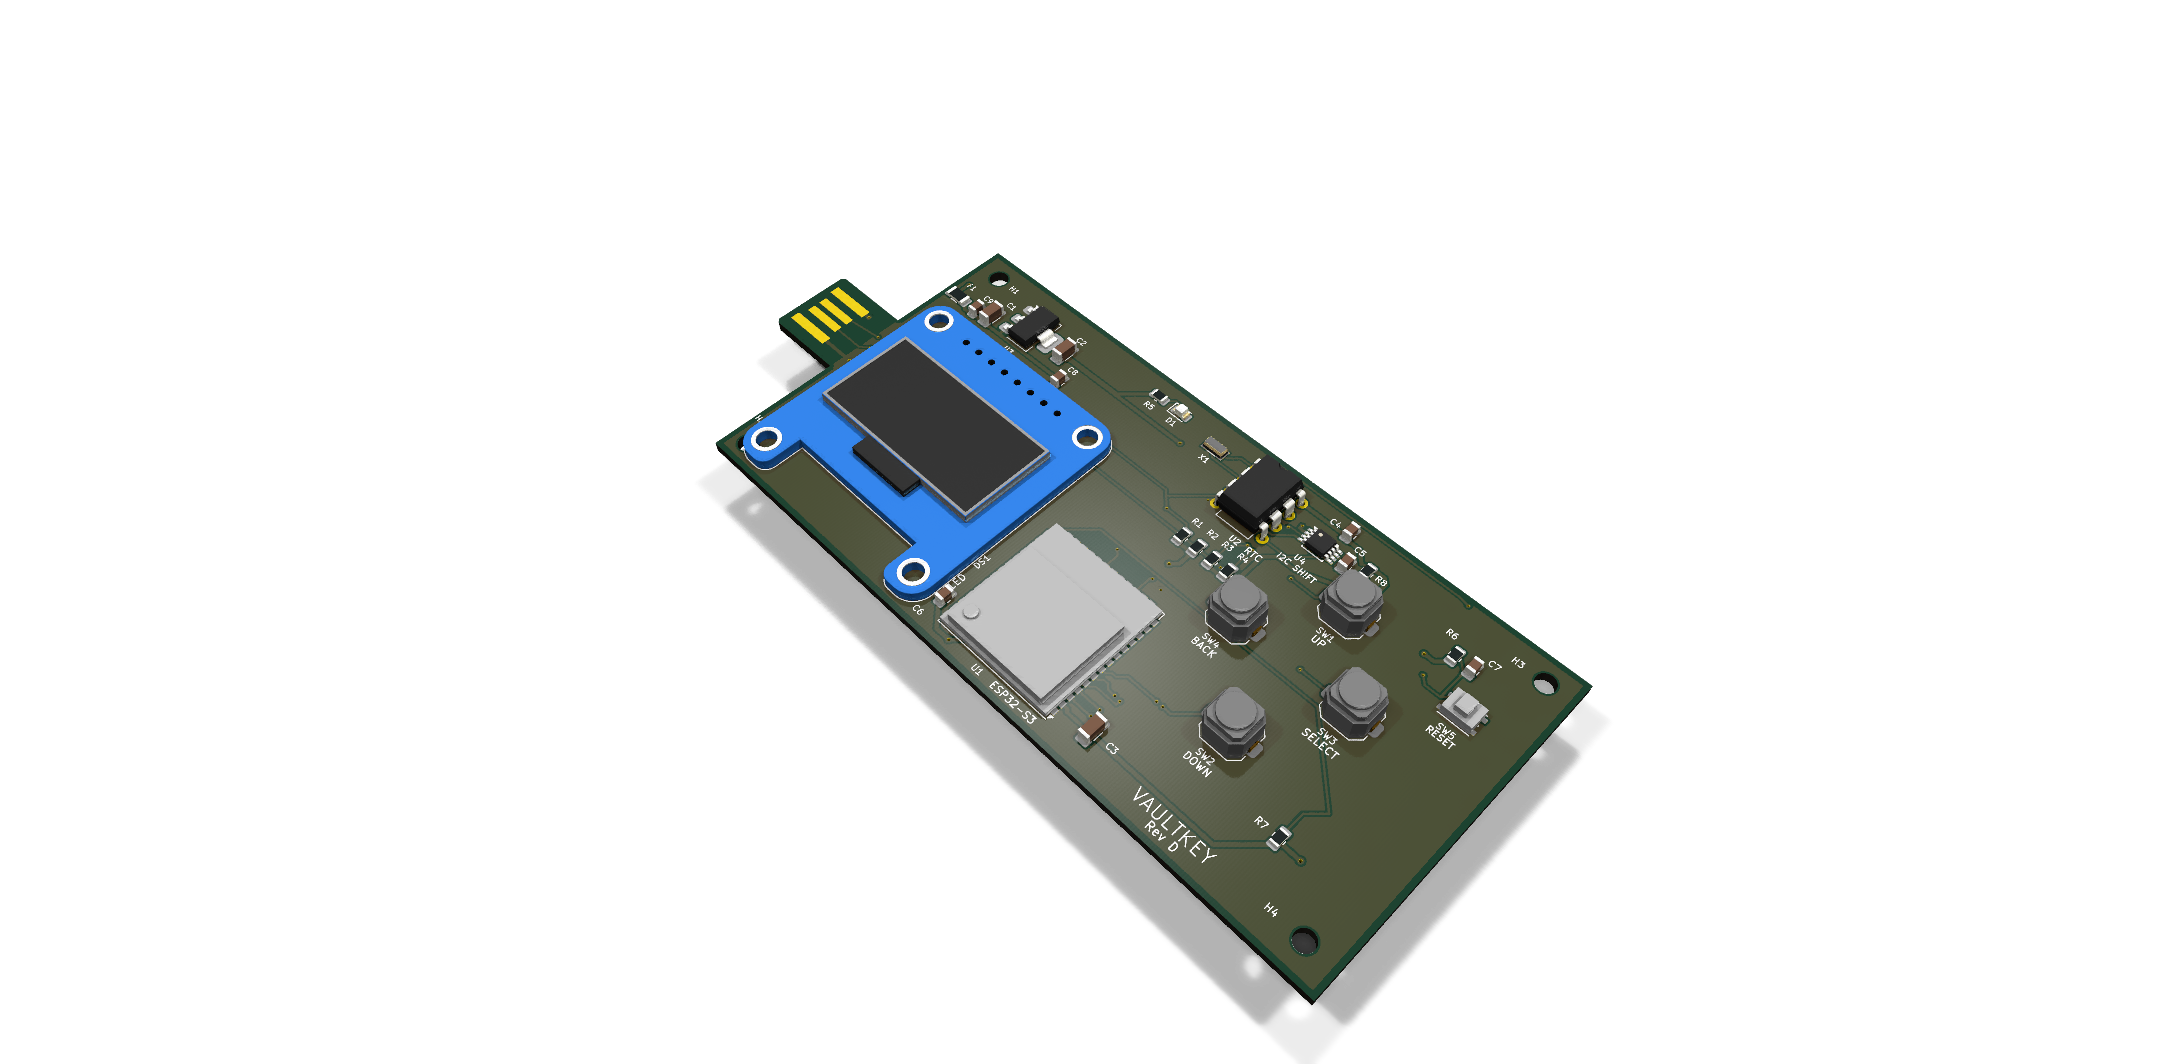 F1
C9
C1
H1
C2
C8
R5
D1
X1
R1
R2
R3
R4
U2
RTC
C4
U4
I2C SHIFT
C5
R8
DS1
C6
U1
ESP32-S3
C3
SW4
BACK
SW1
UP
SW2
DOWN
SW3
SELECT
R6
C7
H3
SW5
RESET
VAULTKEY
Rev D
R7
H4